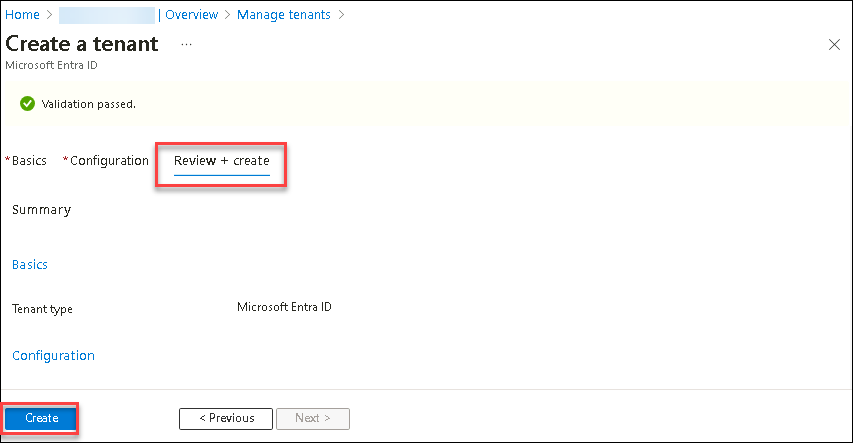 Home > | Overview > Manage tenants >
Create a tenant ...
Microsoft Entra ID
Validation passed.
*Basics *Configuration Review + create
Summary
Basics
Tenant type Microsoft Entra ID
Configuration
Create < Previous Next >